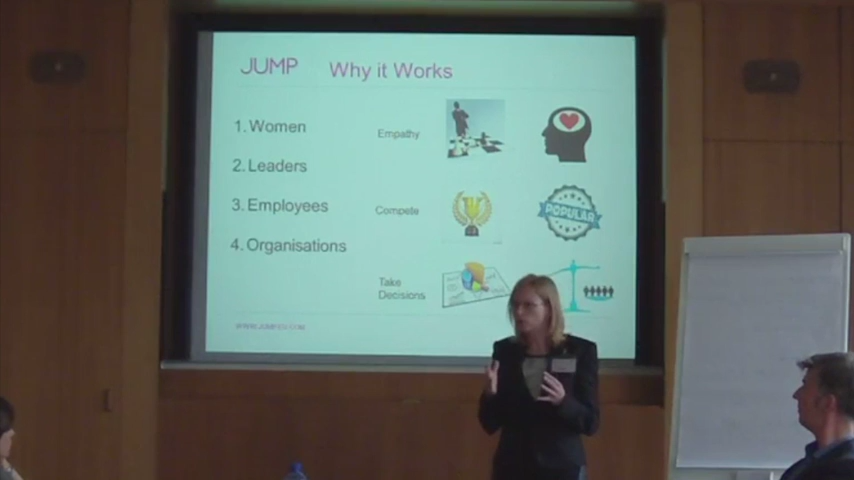 JUMP
Why it Works
1. Women
2. Leaders
3. Employees
4. Organisations
Empathy
Compete
Take
Decisions
POPULAR